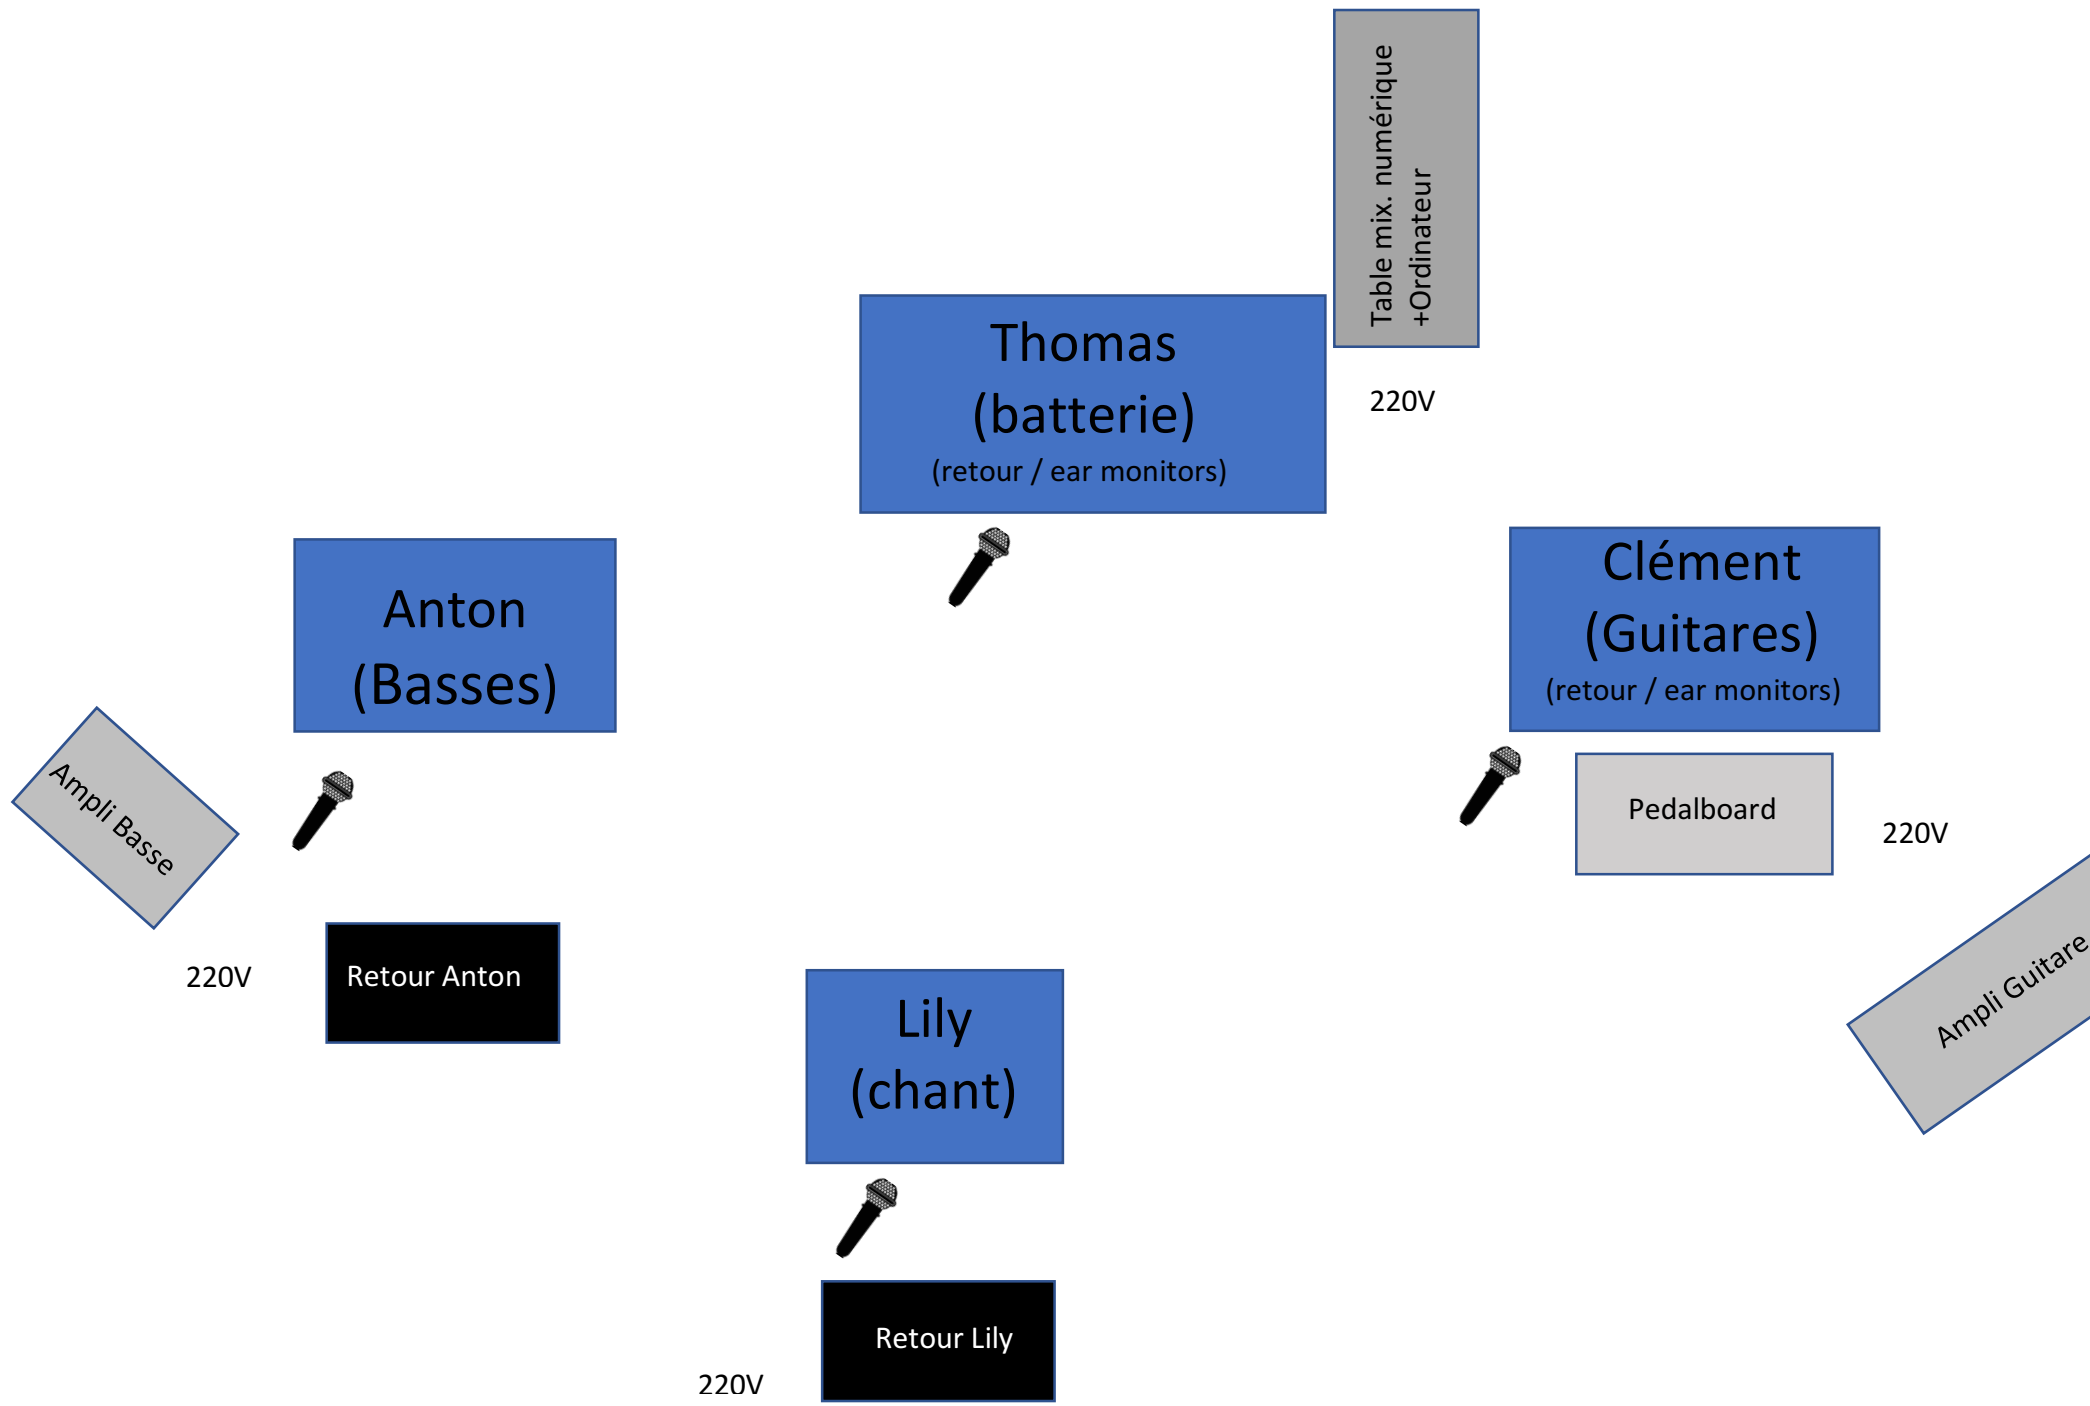 Table mix. numérique
+Ordinateur
Thomas
(batterie)
(retour / ear monitors)
220V
Anton
(Basses)
Clément
(Guitares)
(retour / ear monitors)
Ampli Basse
Pedalboard
220V
220V
Retour Anton
Ampli Guitare
Lily
(chant)
Retour Lily
220V